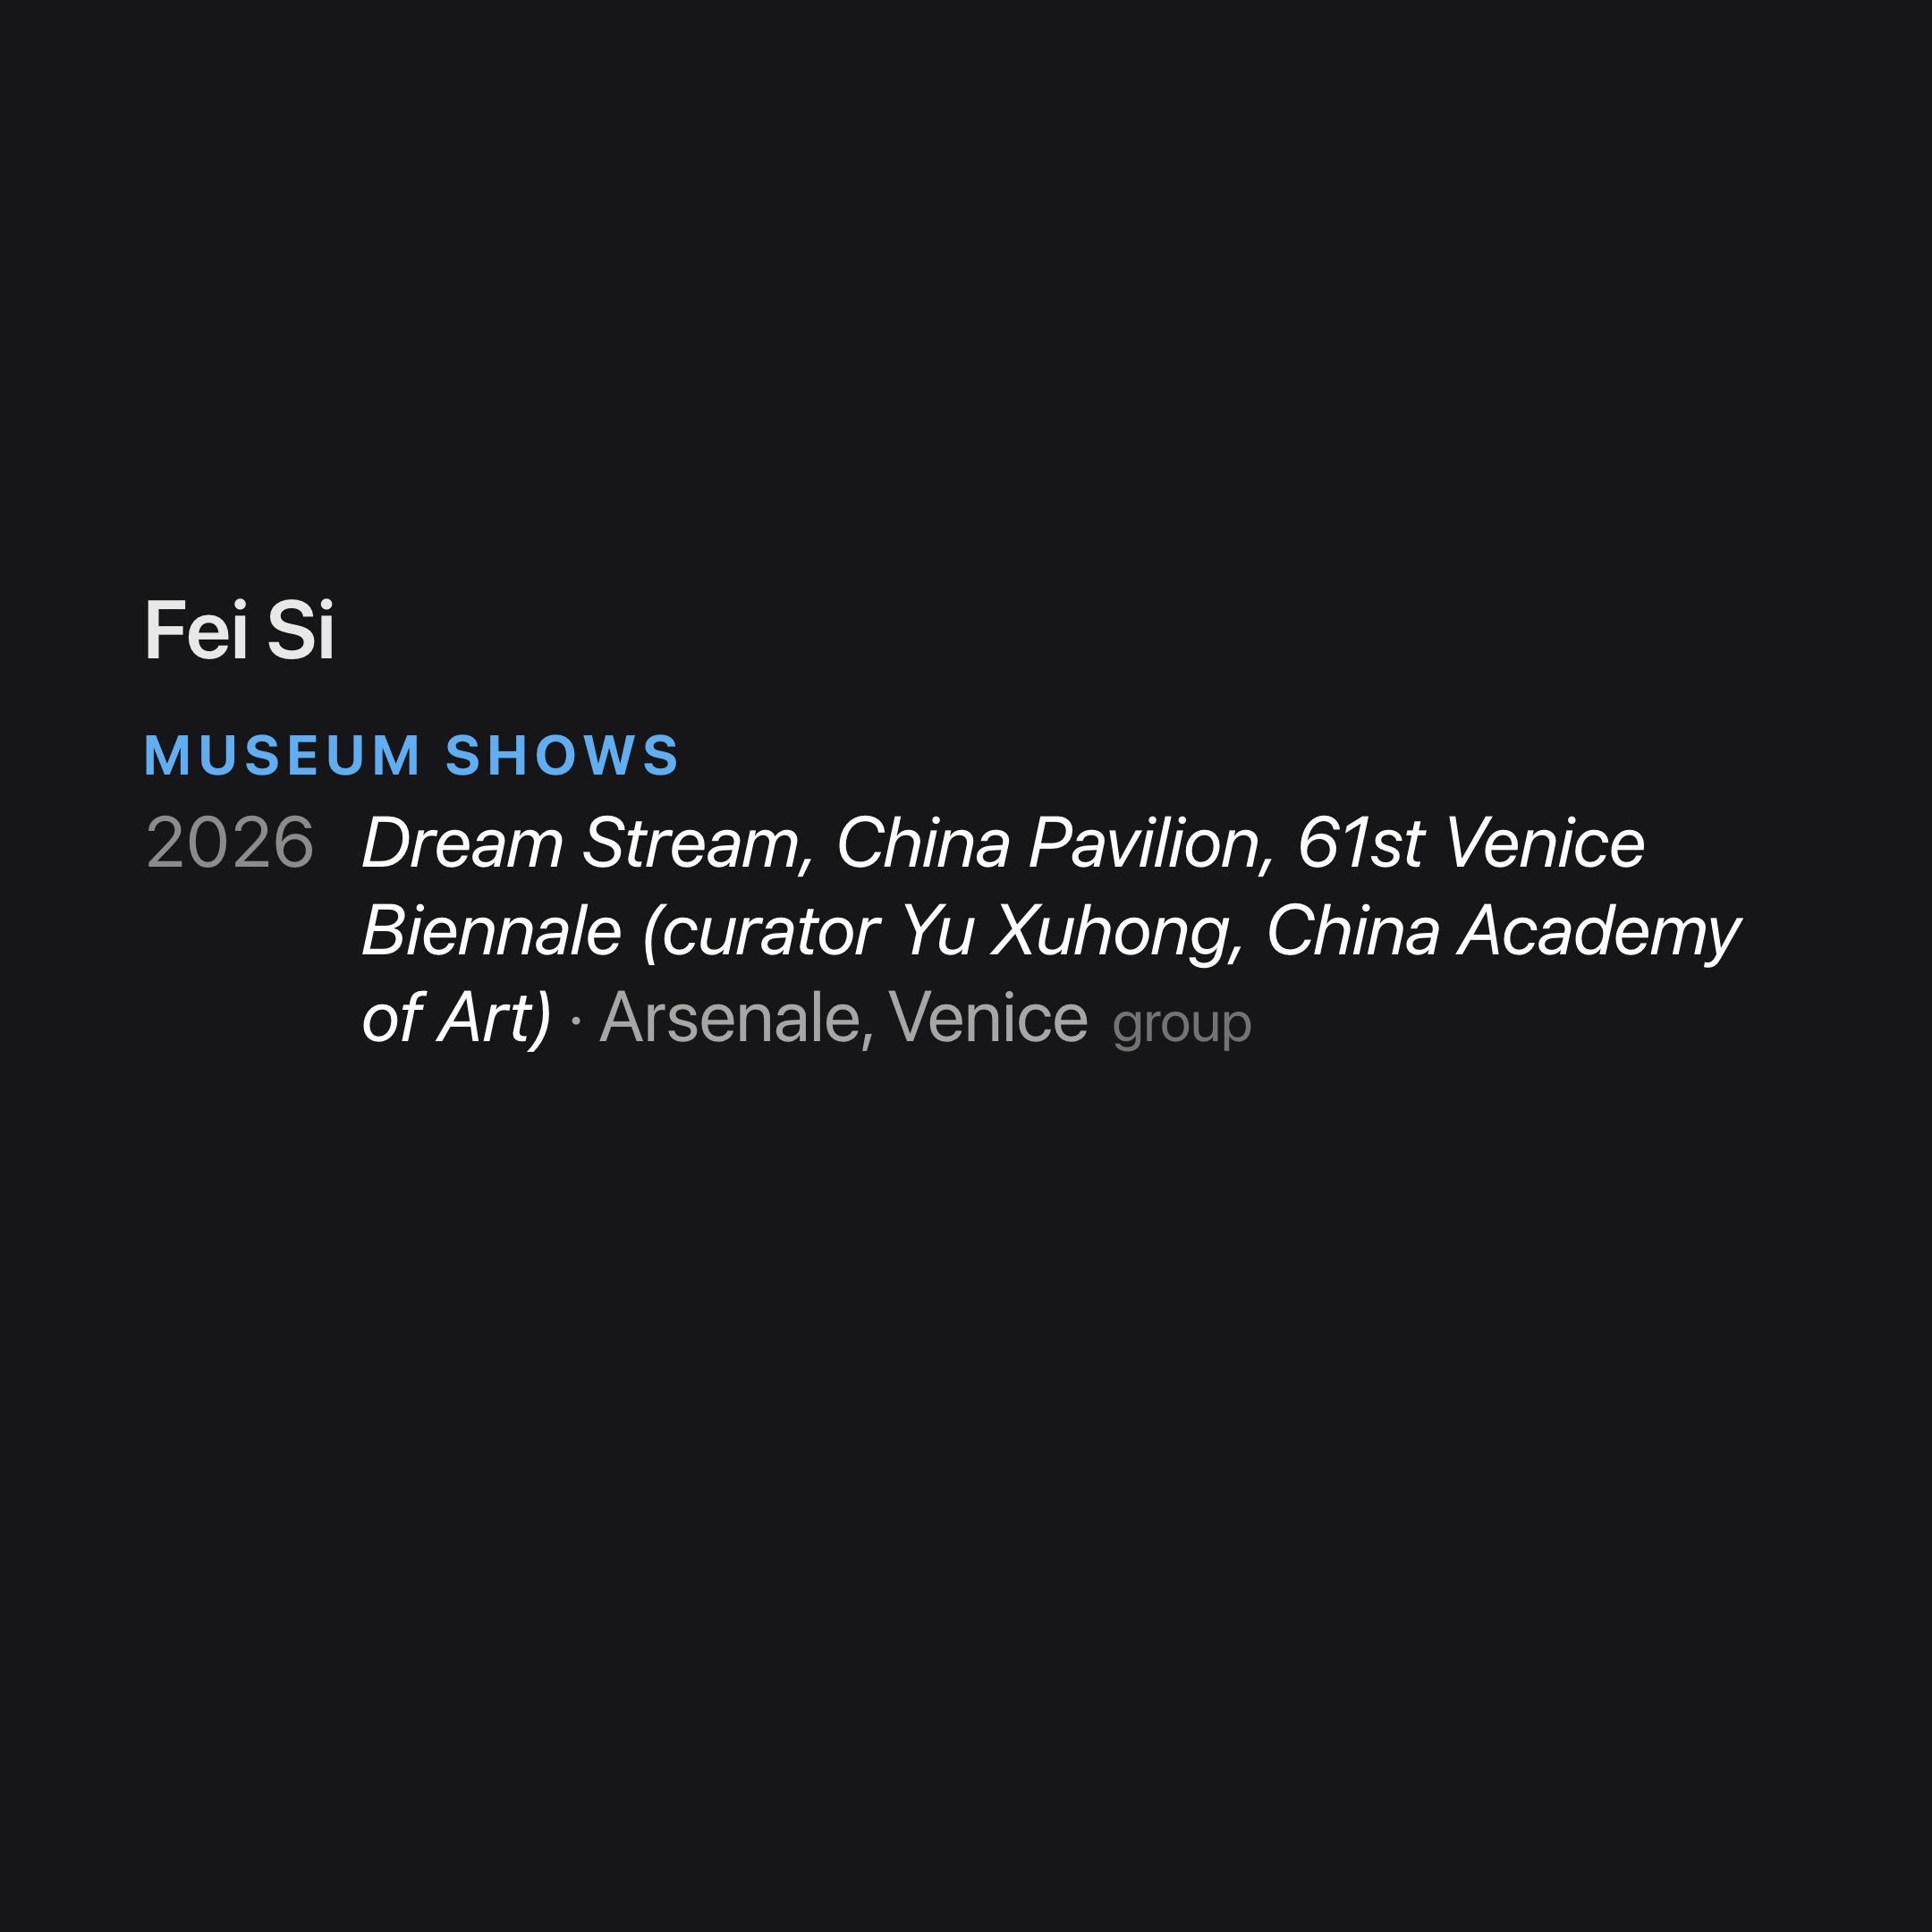 Fei Si
MUSEUM SHOWS
2026 Dream Stream, China Pavilion, 61st Venice
Biennale (curator Yu Xuhong, China Academy
of Art) · Arsenale, Venice group